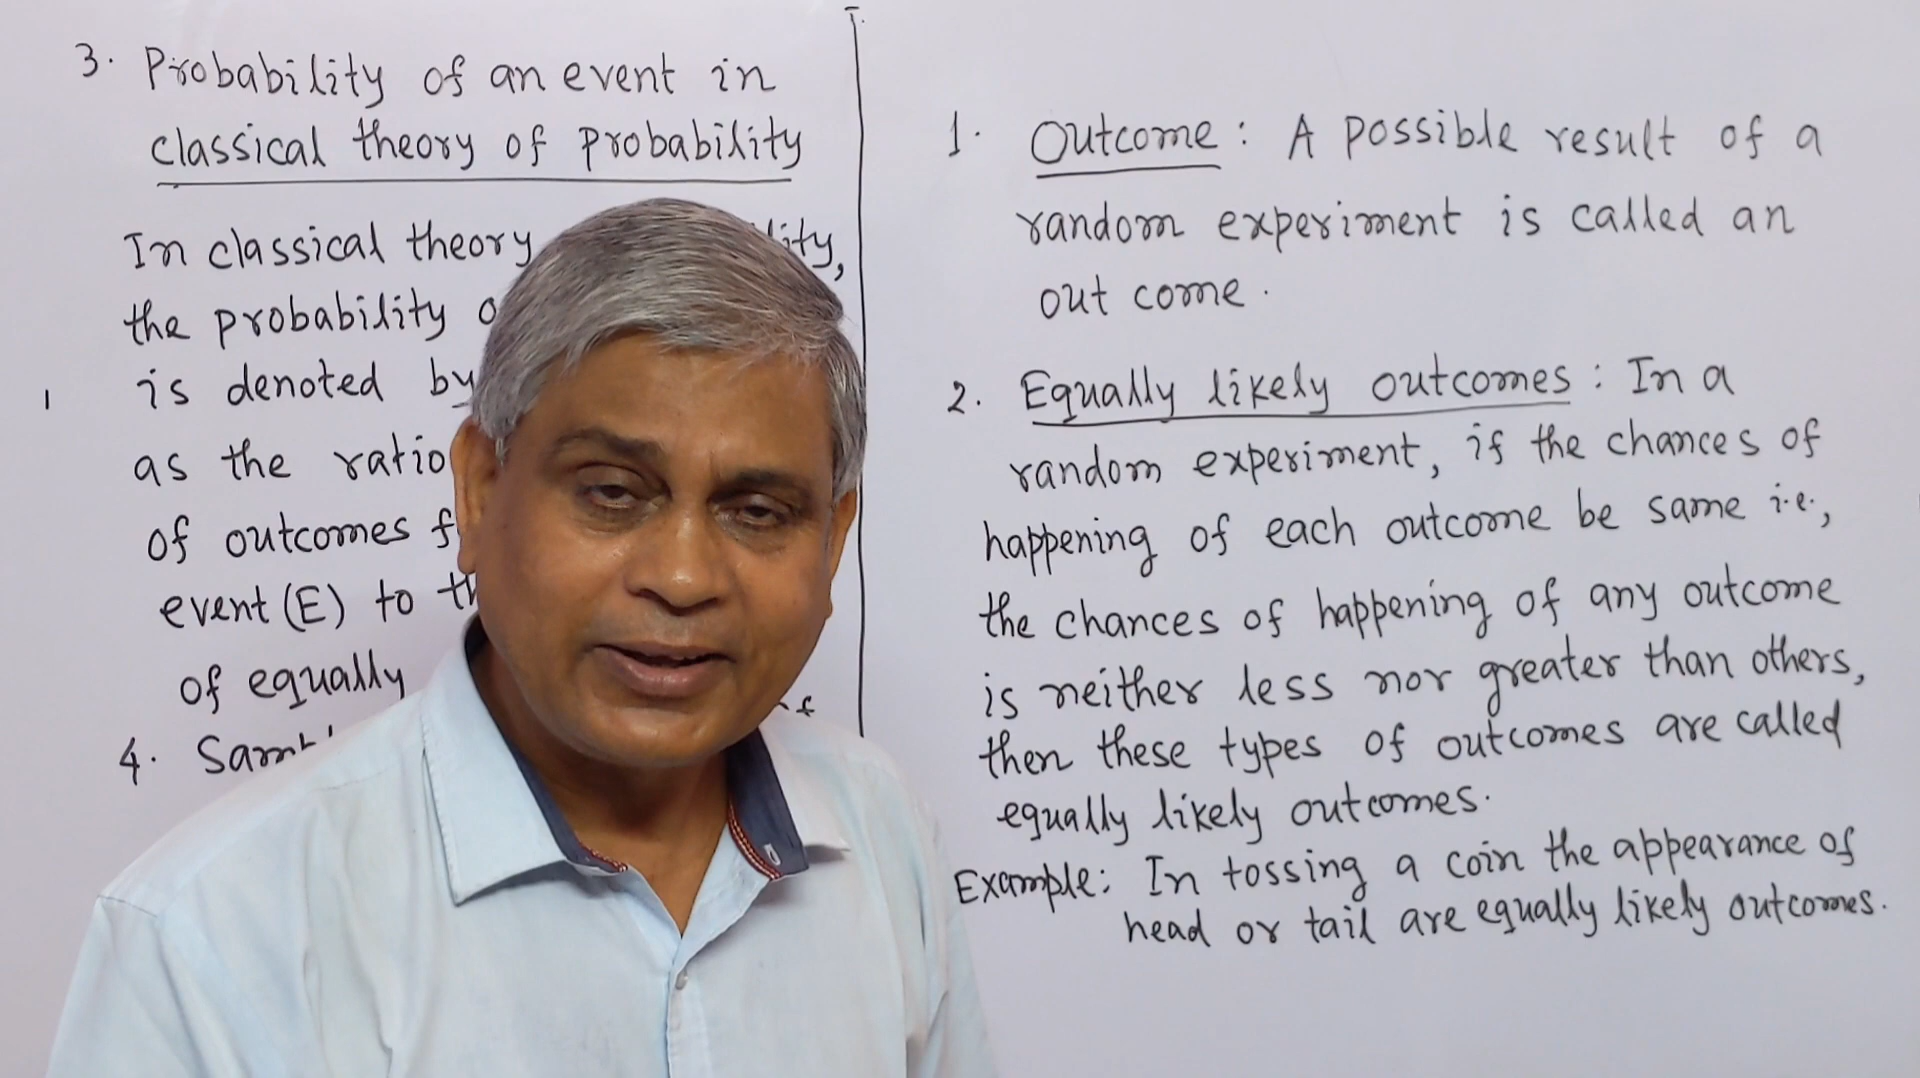 3. Probability of an event in
classical theory of probability
In classical theory
the probability
is denoted by
as the ratio
of outcomes
event (E) to
of equally
4.
1. Outcome : A possible result of a
random experiment is called an
out come.
2. Equally likely outcomes : In a
random experiment, if the chances of
happening of each outcome be same i.e.,
the chances of happening of any outcome
is neither less nor greater than others,
then these types of outcomes are called
equally likely outcomes.
Example: In tossing a coin the appearance of
head or tail are equally likely outcomes.